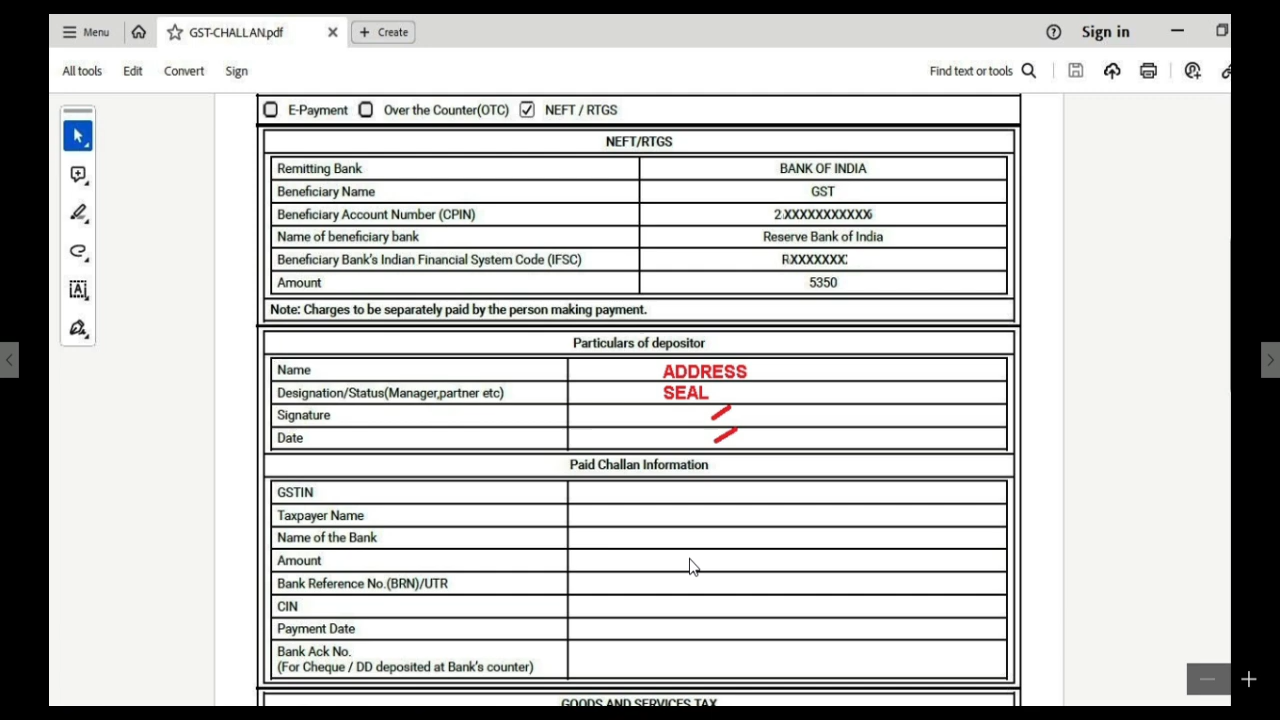 Menu GST-CHALLAN.pdf Create Sign in
All tools Edit Convert Sign Find text or tools
E-Payment Over the Counter(OTC) NEFT / RTGS
NEFT/RTGS
Remitting Bank BANK OF INDIA
Beneficiary Name GST
Beneficiary Account Number (CPIN) 2XXXXXXXXXXX6
Name of beneficiary bank Reserve Bank of India
Beneficiary Bank's Indian Financial System Code (IFSC) RXXXXXXX
Amount 5350
Note: Charges to be separately paid by the person making payment.
Particulars of depositor
Name ADDRESS
Designation/Status(Manager,partner etc) SEAL
Signature
Date
Paid Challan Information
GSTIN
Taxpayer Name
Name of the Bank
Amount
Bank Reference No.(BRN)/UTR
CIN
Payment Date
Bank Ack No.
(For Cheque / DD deposited at Bank's counter)
GOODS AND SERVICES TAX